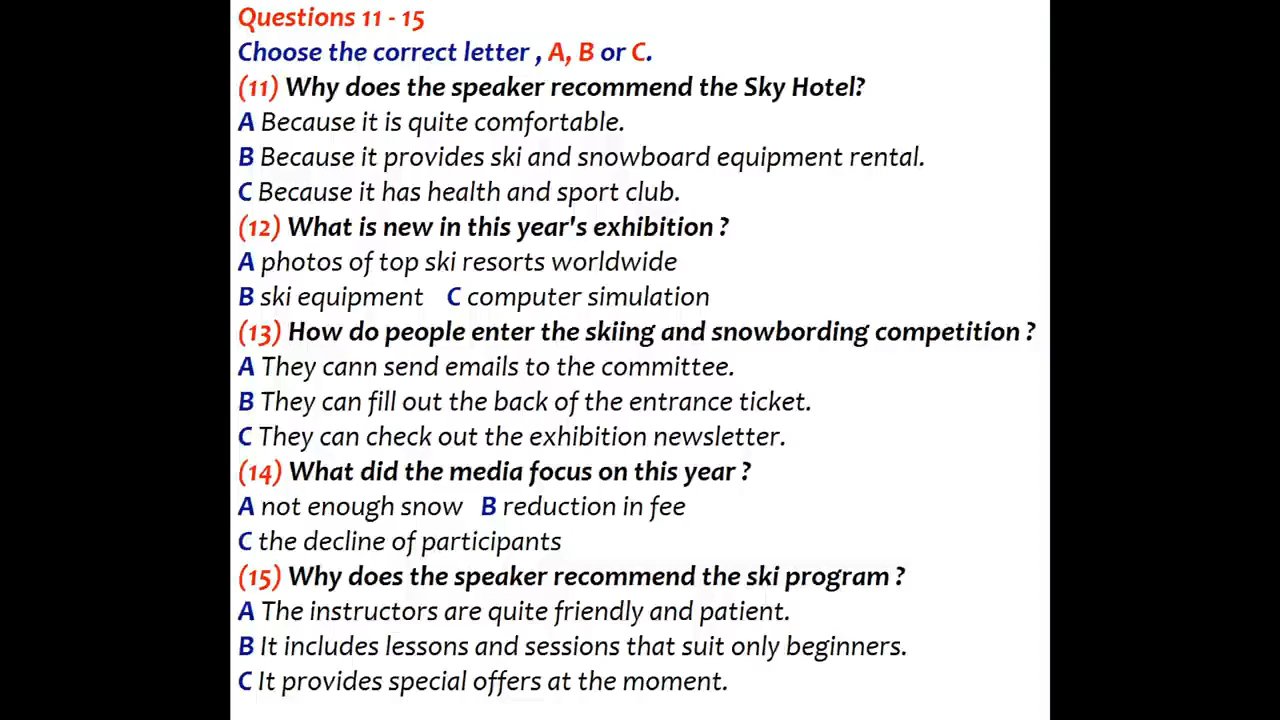 Questions 11 - 15
Choose the correct letter , A, B or C.
(11) Why does the speaker recommend the Sky Hotel?
A Because it is quite comfortable.
B Because it provides ski and snowboard equipment rental.
C Because it has health and sport club.
(12) What is new in this year's exhibition ?
A photos of top ski resorts worldwide
B ski equipment C computer simulation
(13) How do people enter the skiing and snowbording competition ?
A They cann send emails to the committee.
B They can fill out the back of the entrance ticket.
C They can check out the exhibition newsletter.
(14) What did the media focus on this year ?
A not enough snow B reduction in fee
C the decline of participants
(15) Why does the speaker recommend the ski program ?
A The instructors are quite friendly and patient.
B It includes lessons and sessions that suit only beginners.
C It provides special offers at the moment.